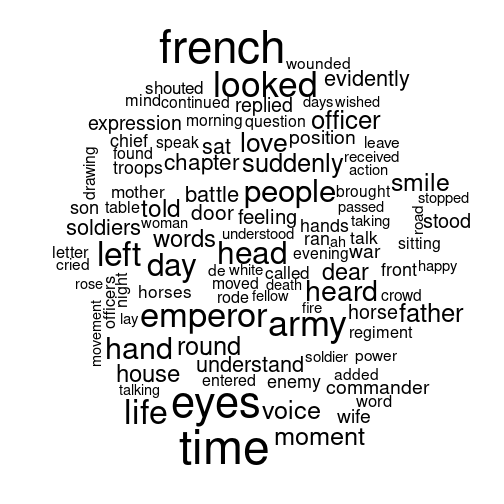 french
wounded
looked evidently
shouted
mind continued replied days wished
expression morning question officer
chief speak sat love position leave
found troops chapter suddenly received
action
drawing
mother battle people brought smile
son table told door feeling hands passed taking road stopped
soldiers woman words understood ran ah talk stood
left head evening war sitting
letter
cried day de white called dear front happy
rose officers night horses moved death heard crowd
rode fellow
movement lay emperor army fire horse father
hand round regiment
house understand soldier power
talking entered enemy added commander
life eyes voice word
wife
time moment